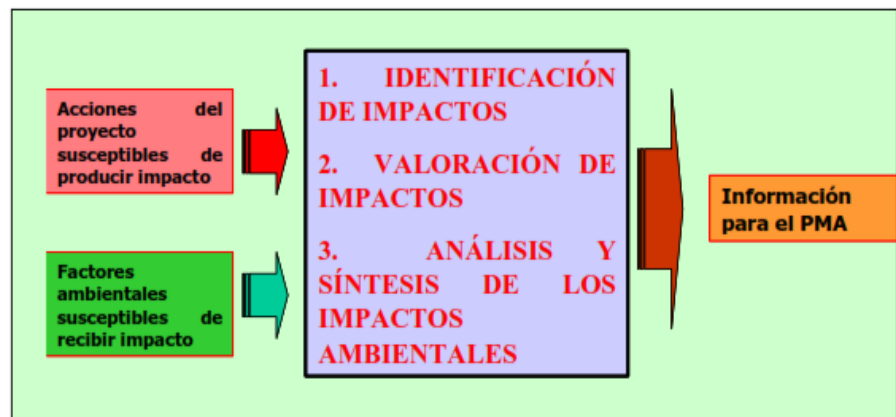 Acciones del
proyecto
susceptibles de
producir impacto
Factores
ambientales
susceptibles de
recibir impacto
1. IDENTIFICACIÓN
DE IMPACTOS
2. VALORACIÓN DE
IMPACTOS
3. ANÁLISIS Y
SÍNTESIS DE LOS
IMPACTOS
AMBIENTALES
Información
para el PMA